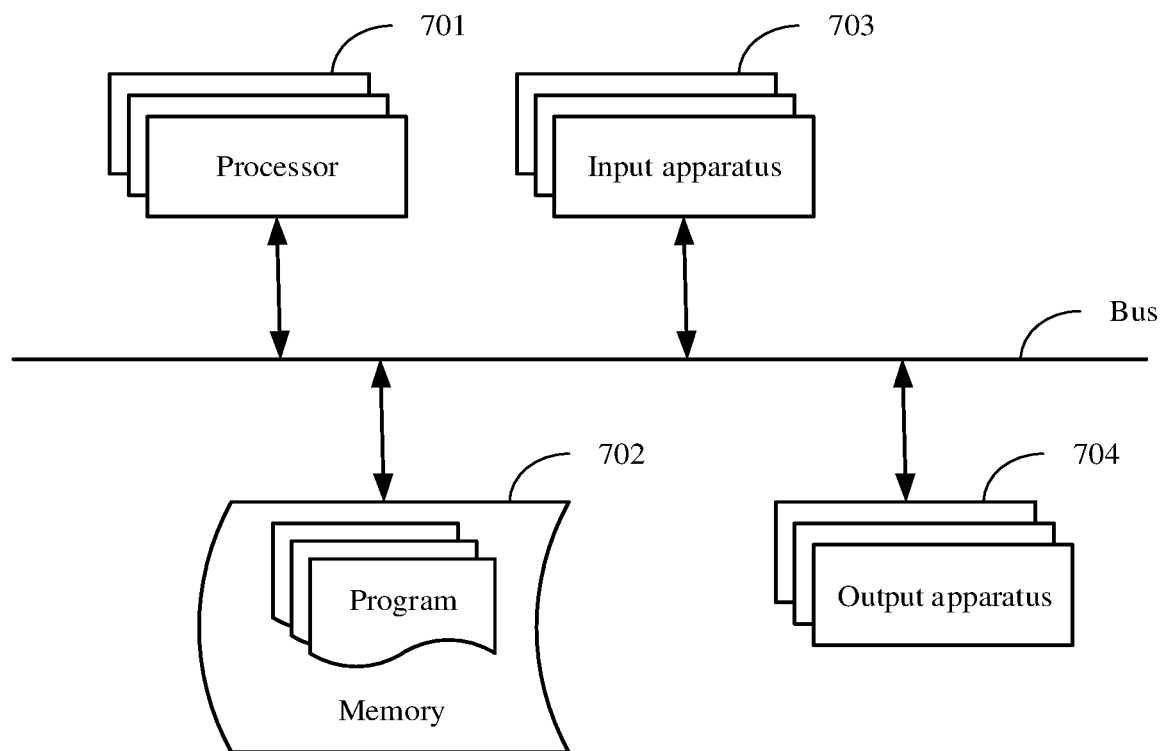 701
703
Processor
Input apparatus
Bus
702
704
Program
Output apparatus
Memory